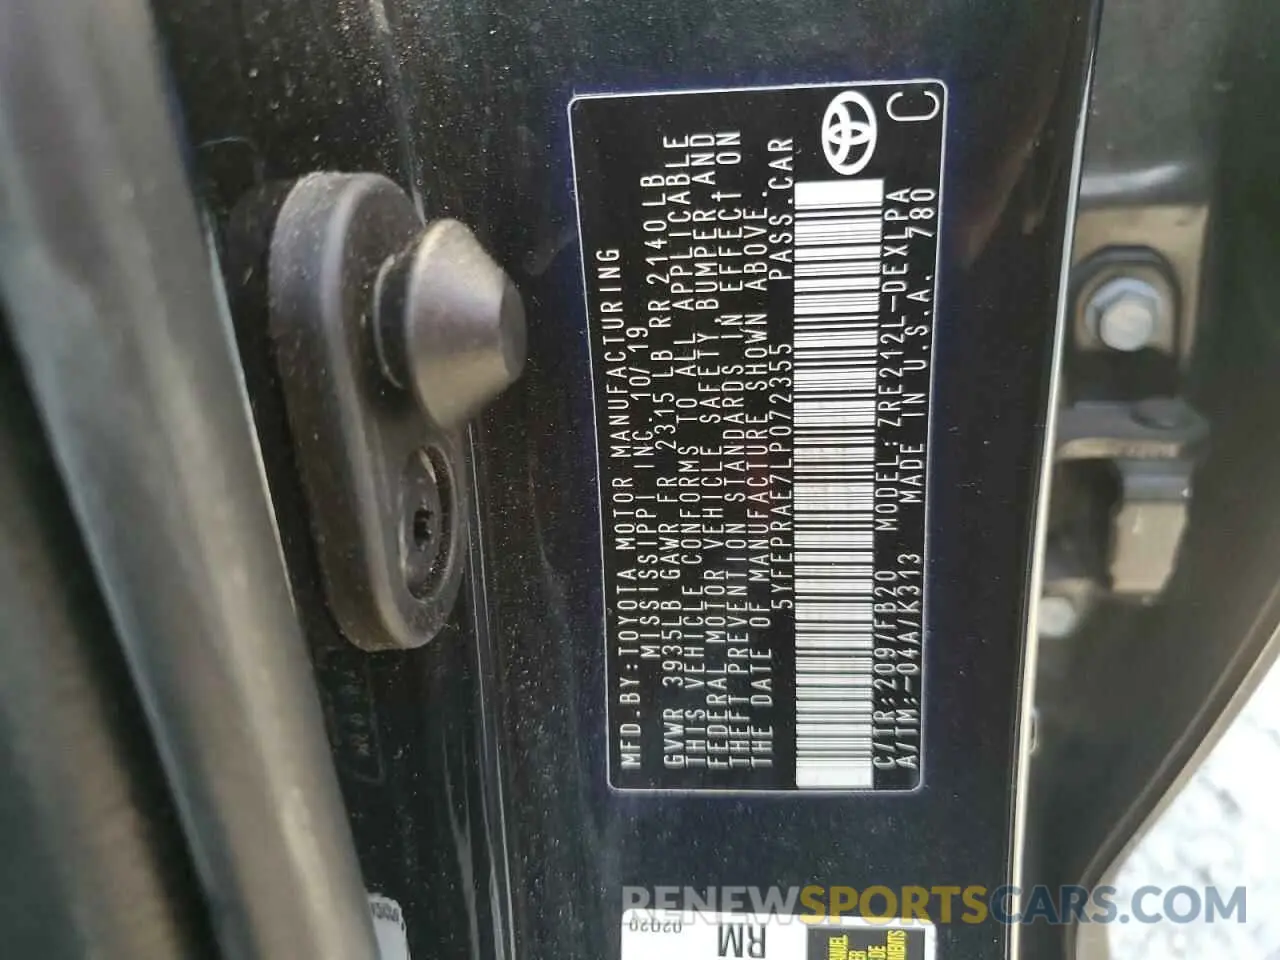 MFD.BY:TOYOTA MOTOR MANUFACTURING
MISSISSIPPI INC. 10/19
GVWR 3935LB GAWR FR 2315 LB RR 2140 LB
THIS VEHICLE CONFORMS TO ALL APPLICABLE
FEDERAL MOTOR VEHICLE SAFETY, BUMPER, AND
THEFT PREVENTION STANDARDS IN EFFECT ON
THE DATE OF MANUFACTURE SHOWN ABOVE.
5YFEPRAE7LP072355 PASS.CAR
C/TR:209/FB20 MODEL:ZRE212L-DEXLPA
A/TM:-04A/K313 MADE IN U.S.A. 780 C
RM
02020
RENEWSPORTSCARS.COM